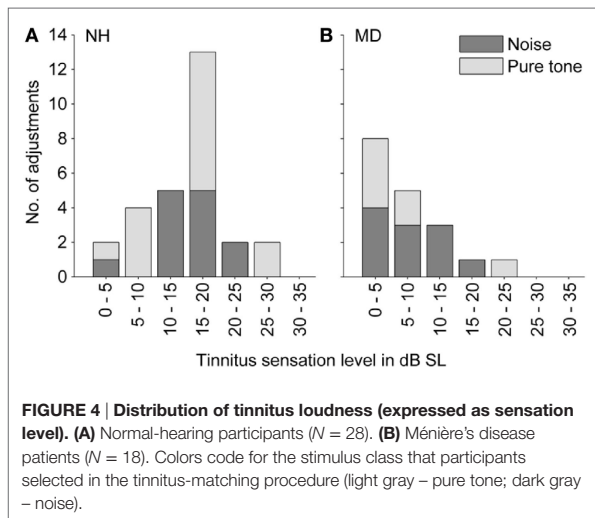 A NH
B MD
Noise
Pure tone
No. of adjustments
14
12
10
8
6
4
2
0
0 - 5
5 - 10
10 - 15
15 - 20
20 - 25
25 - 30
30 - 35
0 - 5
5 - 10
10 - 15
15 - 20
20 - 25
25 - 30
30 - 35
Tinnitus sensation level in dB SL
FIGURE 4 | Distribution of tinnitus loudness (expressed as sensation
level). (A) Normal-hearing participants (N = 28). (B) Ménière’s disease
patients (N = 18). Colors code for the stimulus class that participants
selected in the tinnitus-matching procedure (light gray – pure tone; dark gray
– noise).